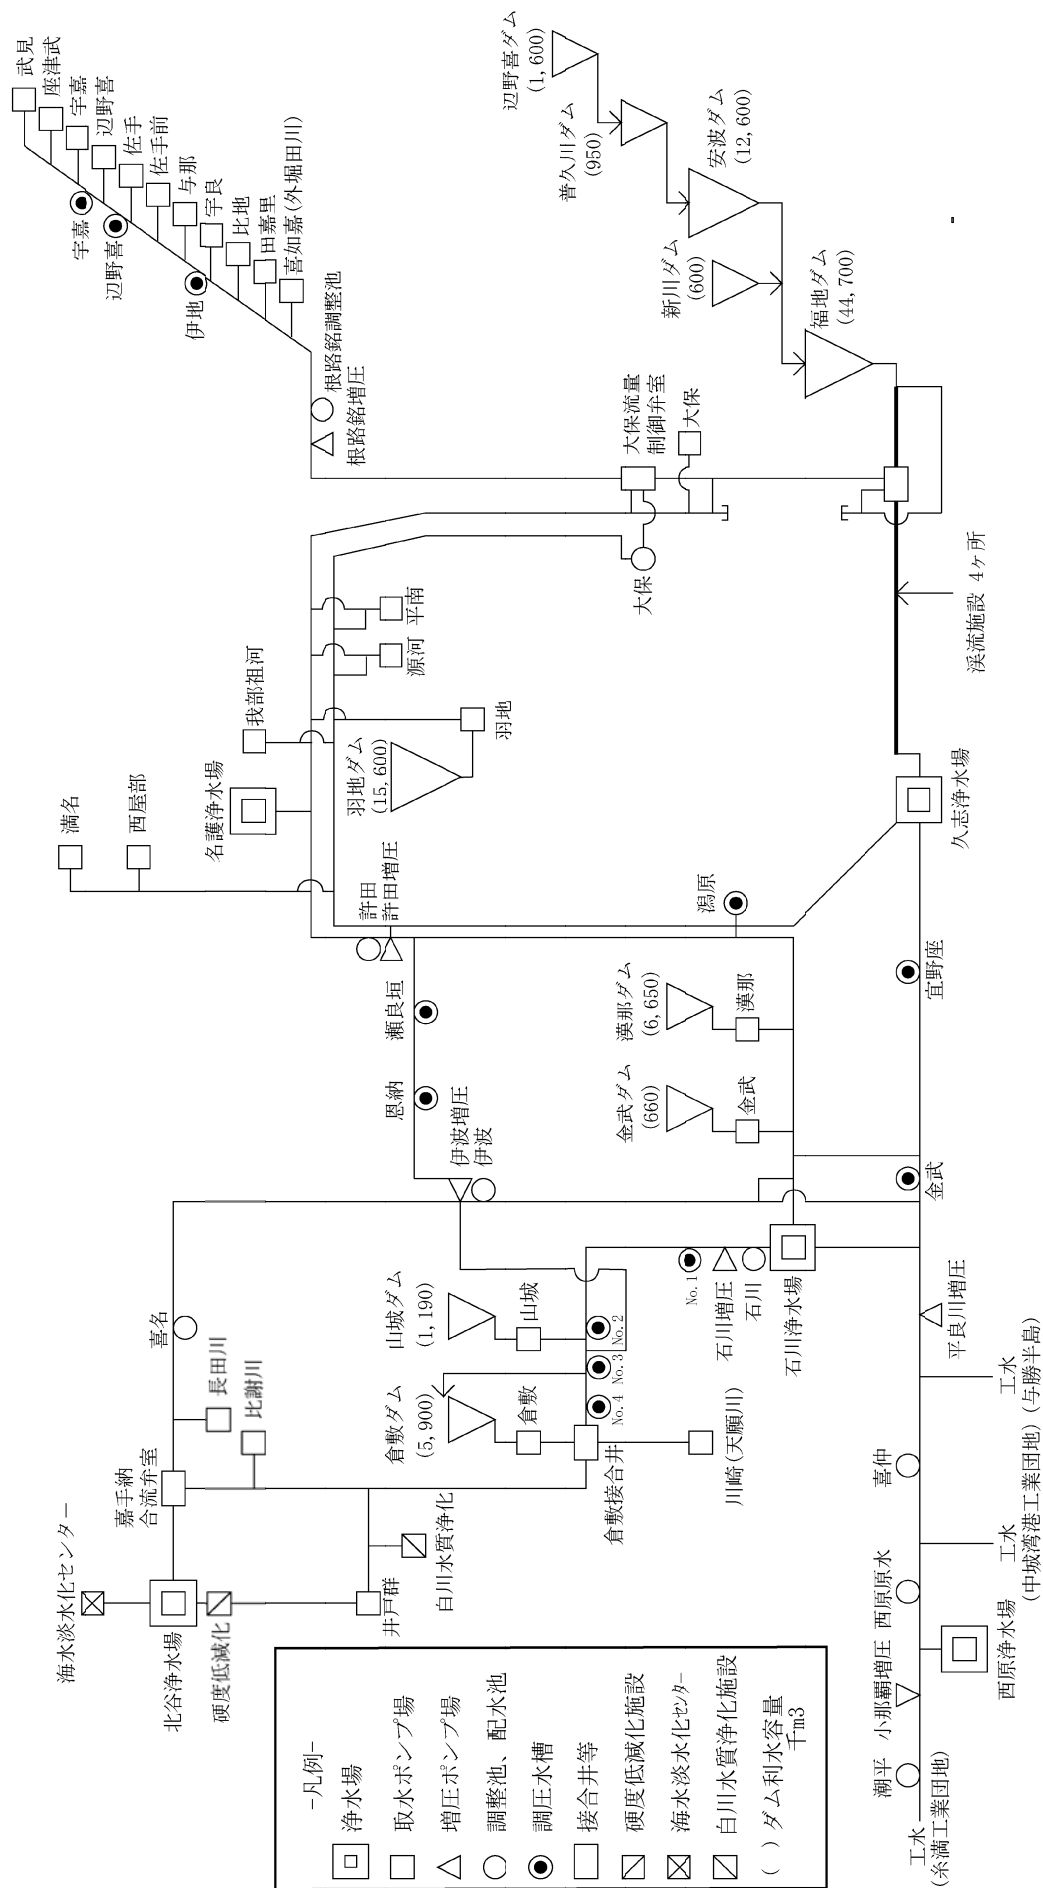 武見
座津武
宇嘉
辺野喜
佐手
佐手前
与那
宇良
比地
田嘉里
喜如嘉(外堀田川)
宇嘉
辺野喜
伊地
根路銘調整池
根路銘増圧
辺野喜ダム
(1,600)
普久川ダム
(950)
安波ダム
(12,600)
新川ダム
(600)
福地ダム
(44,700)
大保流量
制御弁室
大保
大保
渓流施設 4ヶ所
平南
源河
羽地
羽地ダム
(15,600)
我部祖河
名護浄水場
西屋部
満名
許田
許田増圧
潟原
久志浄水場
宜野座
瀬良垣
恩納
漢那ダム
(6,650)
漢那
金武ダム
(660)
金武
金武
伊波増圧
伊波
No.1
石川増圧
石川
石川浄水場
平良川増圧
山城ダム
(1,190)
山城
No.2
No.3
No.4
倉敷ダム
(5,900)
倉敷
倉敷接合井
川崎(天願川)
喜名
長田川
比謝川
嘉手納
合流弁室
海水淡水化センター
北谷浄水場
硬度低減化
井戸群
白川水質浄化
工水
(与勝半島)
喜仲
工水
(中城湾港工業団地)
西原原水
西原浄水場
小那覇増圧
潮平
工水
(糸満工業団地)
-凡例-
浄水場
取水ポンプ場
増圧ポンプ場
調整池、配水池
調圧水槽
接合井等
硬度低減化施設
海水淡水化センター
白川水質浄化施設
( ) ダム利水容量
千m3